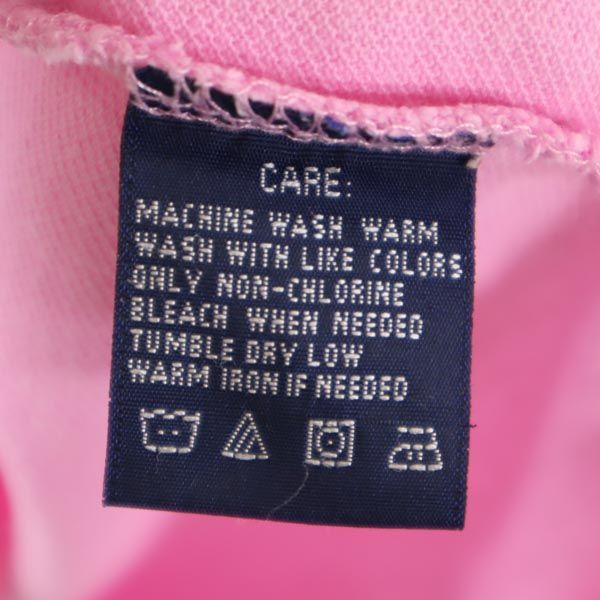 CARE:
MACHINE WASH WARM
WASH WITH LIKE COLORS
ONLY NON-CHLORINE
BLEACH WHEN NEEDED
TUMBLE DRY LOW
WARM IRON IF NEEDED